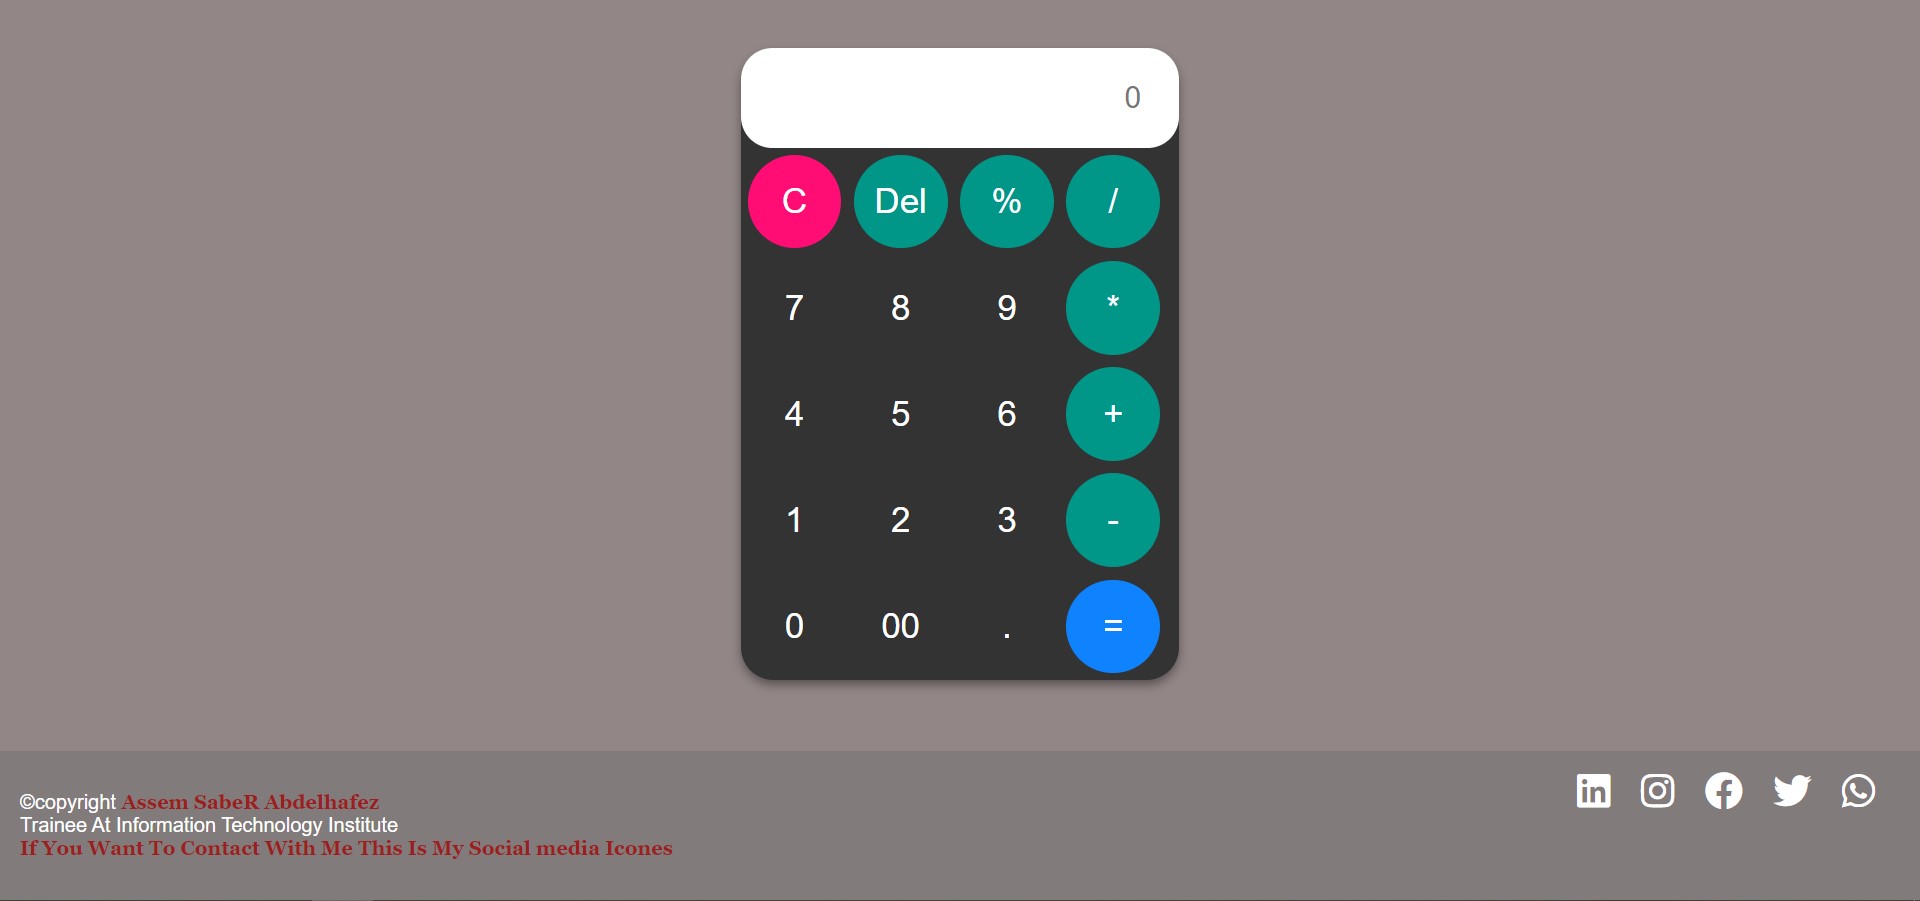 0
C Del % /
7 8 9 *
4 5 6 +
1 2 3 -
0 00 . =
©copyright Assem SabeR Abdelhafez
Trainee At Information Technology Institute
If You Want To Contact With Me This Is My Social media Icones